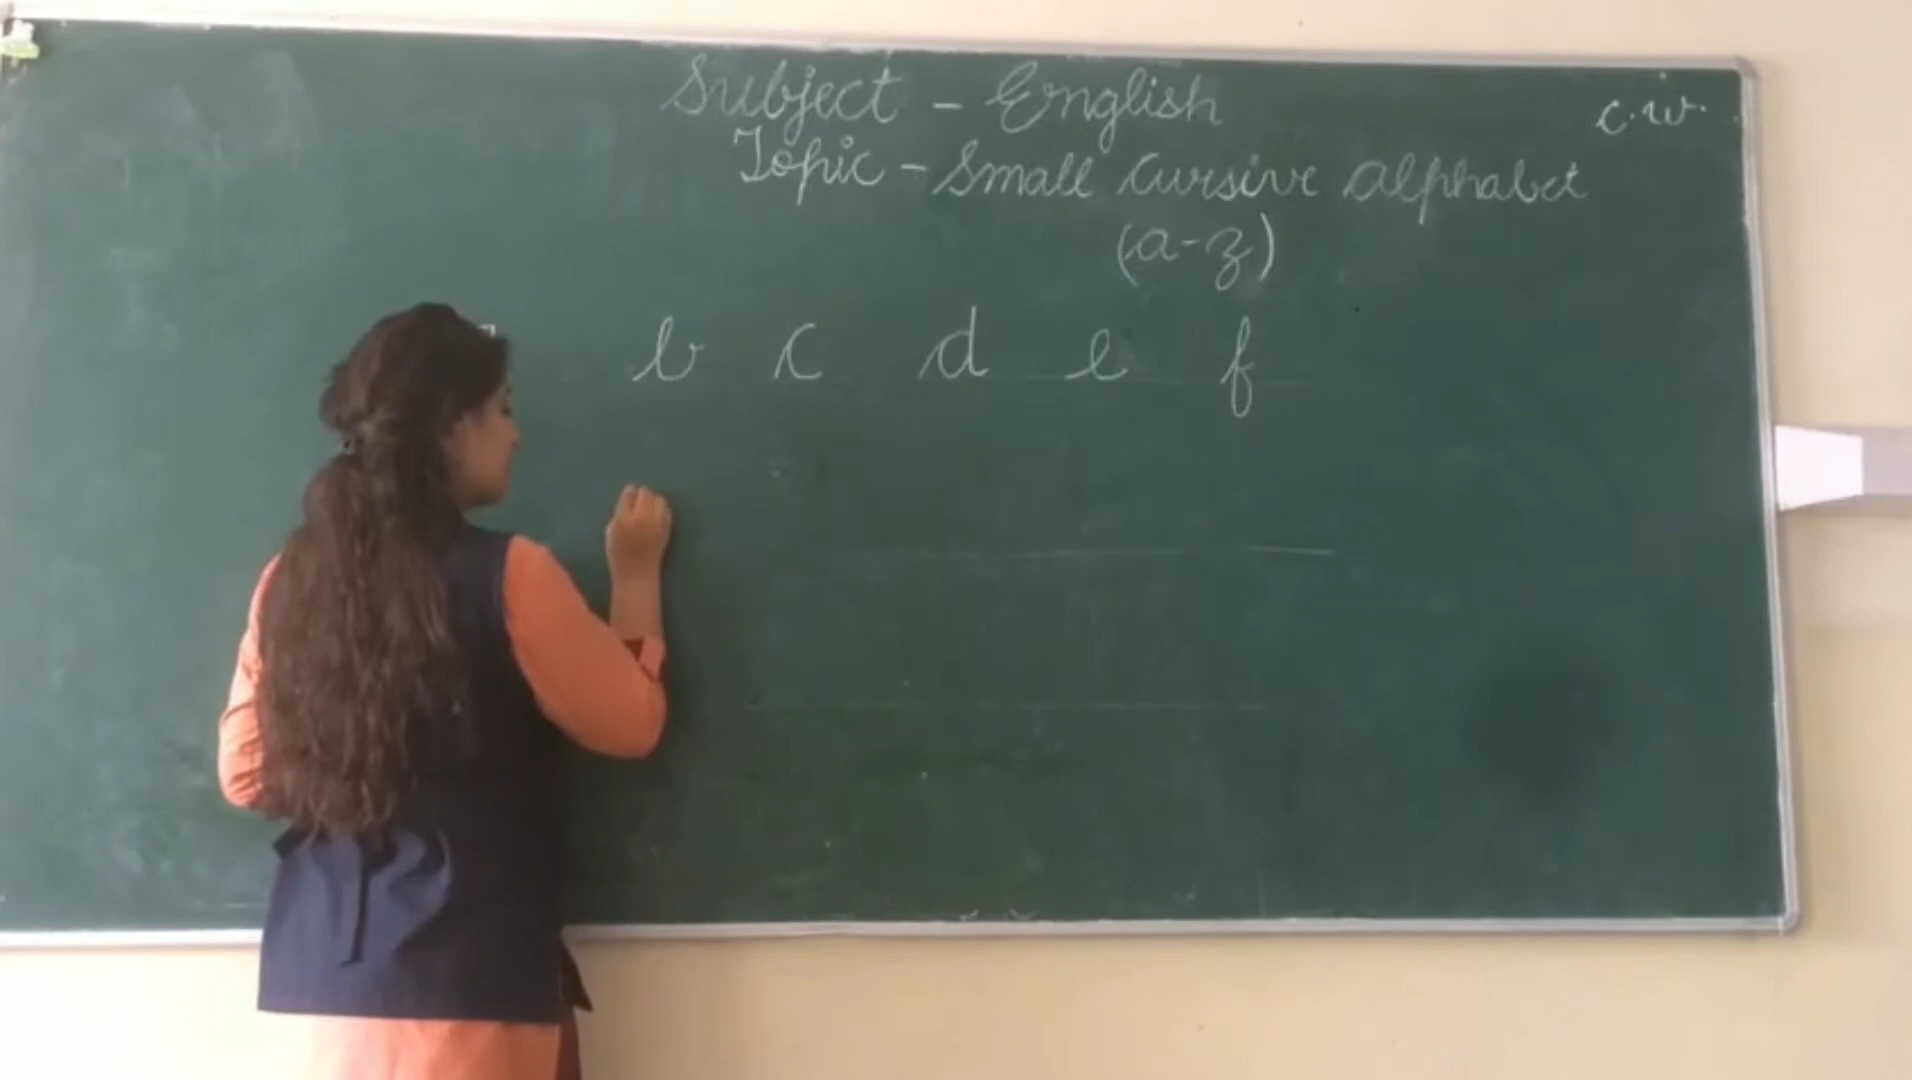 Subject - English
c.w.
Topic - Small cursive alphabet
(a-z)
b c d e f